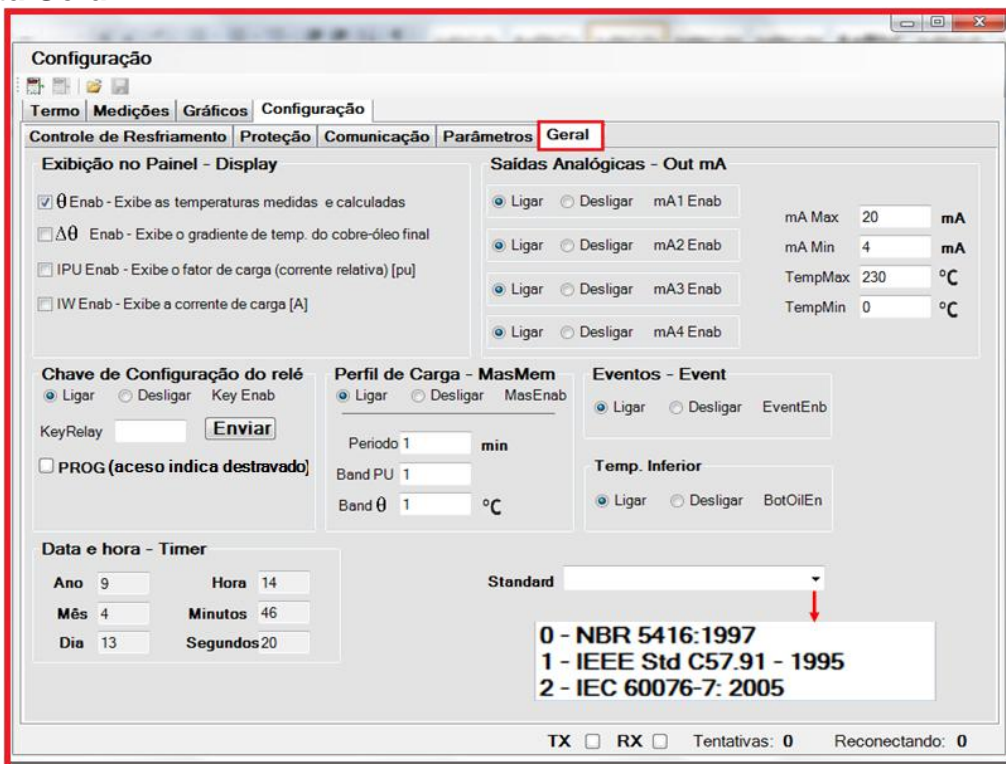 Configuração
Termo Medições Gráficos Configuração
Controle de Resfriamento Proteção Comunicação Parâmetros Geral
Exibição no Painel - Display
θ Enab - Exibe as temperaturas medidas e calculadas
Δθ Enab - Exibe o gradiente de temp. do cobre-óleo final
IPU Enab - Exibe o fator de carga (corrente relativa) [pu]
IW Enab - Exibe a corrente de carga [A]
Saídas Analógicas - Out mA
Ligar Desligar mA1 Enab
Ligar Desligar mA2 Enab
Ligar Desligar mA3 Enab
Ligar Desligar mA4 Enab
mA Max 20 mA
mA Min 4 mA
TempMax 230 °C
TempMin 0 °C
Chave de Configuração do relé
Ligar Desligar Key Enab
KeyRelay Enviar
PROG (aceso indica destravado)
Perfil de Carga - MasMem
Ligar Desligar MasEnab
Periodo 1 min
Band PU 1
Band θ 1 °C
Eventos - Event
Ligar Desligar EventEnb
Temp. Inferior
Ligar Desligar BotOilEn
Data e hora - Timer
Ano 9 Hora 14
Mês 4 Minutos 46
Dia 13 Segundos 20
Standard
0 - NBR 5416:1997
1 - IEEE Std C57.91 - 1995
2 - IEC 60076-7: 2005
TX RX Tentativas: 0 Reconectando: 0